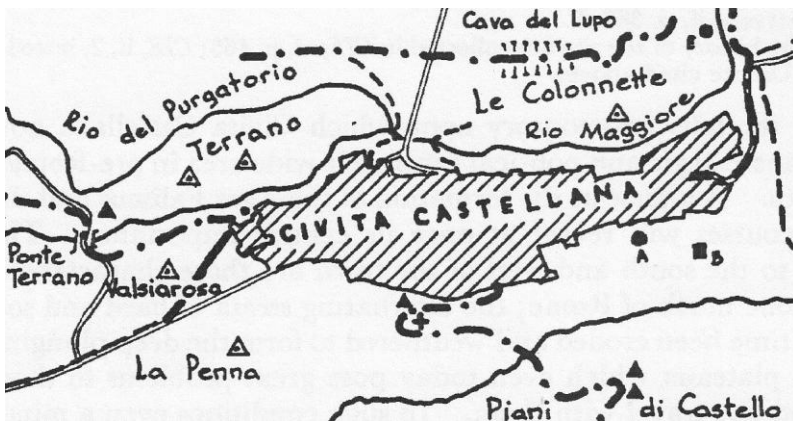 Cava del Lupo
E
Rio del Purgatorio
Le Colonnette
Terrano
Rio Maggiore
CIVITA CASTELLANA
A
B
Ponte
Terrano
Valsiarosa
La Penna
Piani di Castello